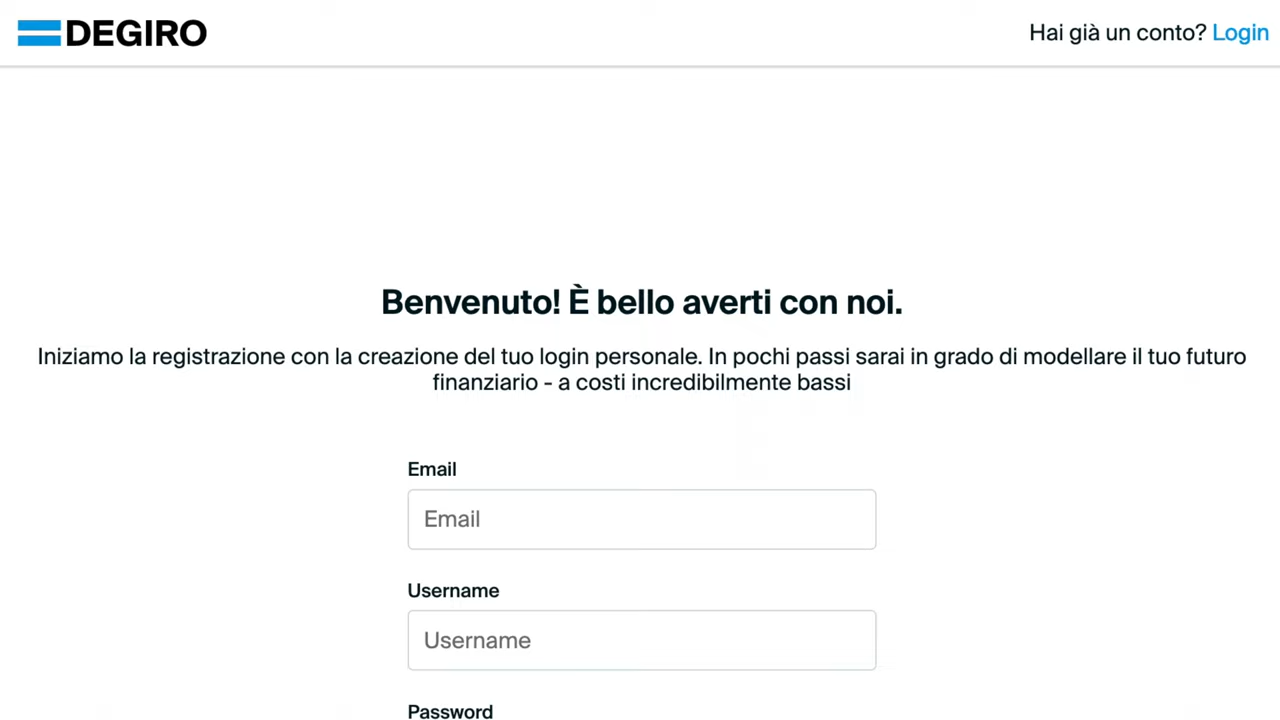 DEGIRO
Hai già un conto? Login
Benvenuto! È bello averti con noi.
Iniziamo la registrazione con la creazione del tuo login personale. In pochi passi sarai in grado di modellare il tuo futuro
finanziario - a costi incredibilmente bassi
Email
Email
Username
Username
Password